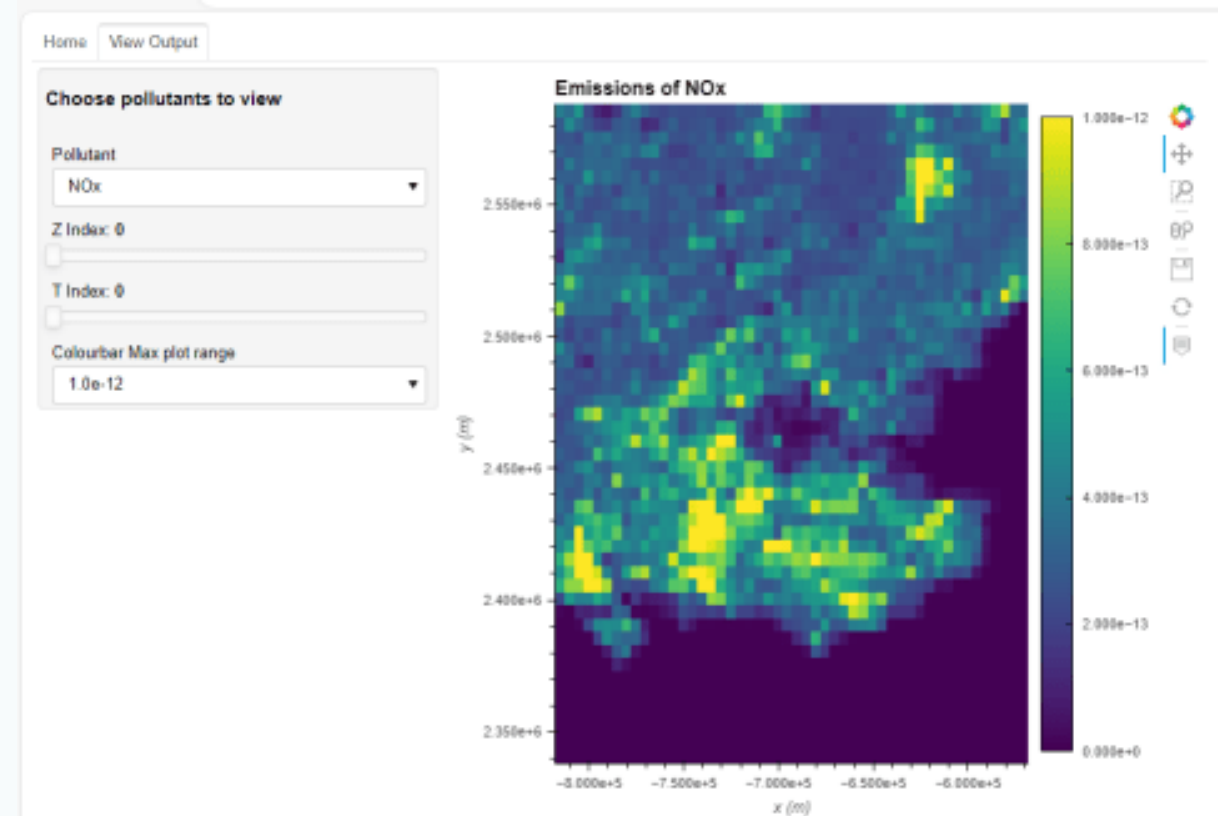 Home View Output
Choose pollutants to view
Pollutant
NOx
Z Index: 0
T Index: 0
Colourbar Max plot range
1.0e-12
Emissions of NOx
y (m)
2.550e+6
2.500e+6
2.450e+6
2.400e+6
2.350e+6
-8.000e+5 -7.500e+5 -7.000e+5 -6.500e+5 -6.000e+5
x (m)
1.000e-12
8.000e-13
6.000e-13
4.000e-13
2.000e-13
0.000e+0